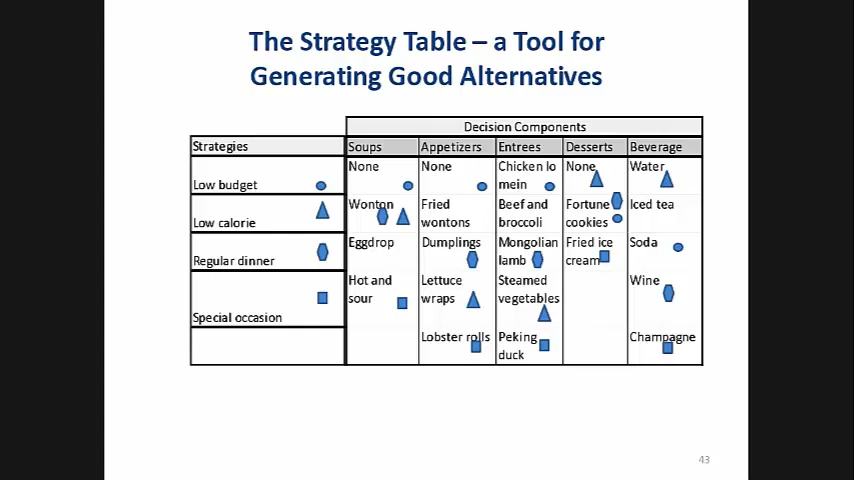 The Strategy Table – a Tool for
Generating Good Alternatives
Decision Components
Strategies Soups Appetizers Entrees Desserts Beverage
None None Chicken lo None Water
Low budget mein
Wonton Fried Beef and Fortune Iced tea
Low calorie wontons broccoli cookies
Eggdrop Dumplings Mongolian Fried ice Soda
Regular dinner lamb cream
Hot and Lettuce Steamed Wine
sour wraps vegetables
Special occasion
Lobster rolls Peking Champagne
duck
43